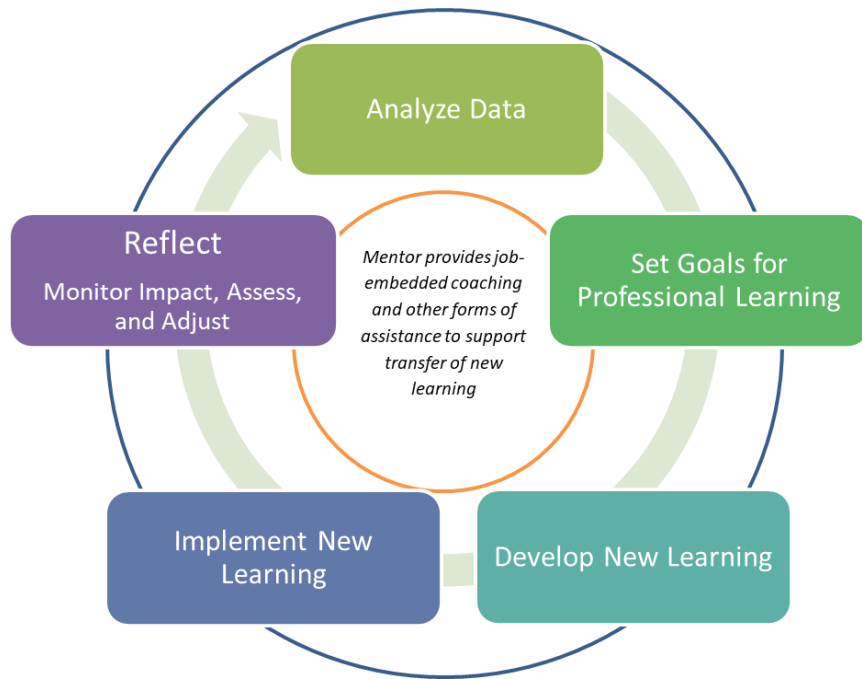 Analyze Data
Set Goals for
Professional Learning
Develop New Learning
Implement New
Learning
Reflect
Monitor Impact, Assess,
and Adjust
Mentor provides job-
embedded coaching
and other forms of
assistance to support
transfer of new
learning